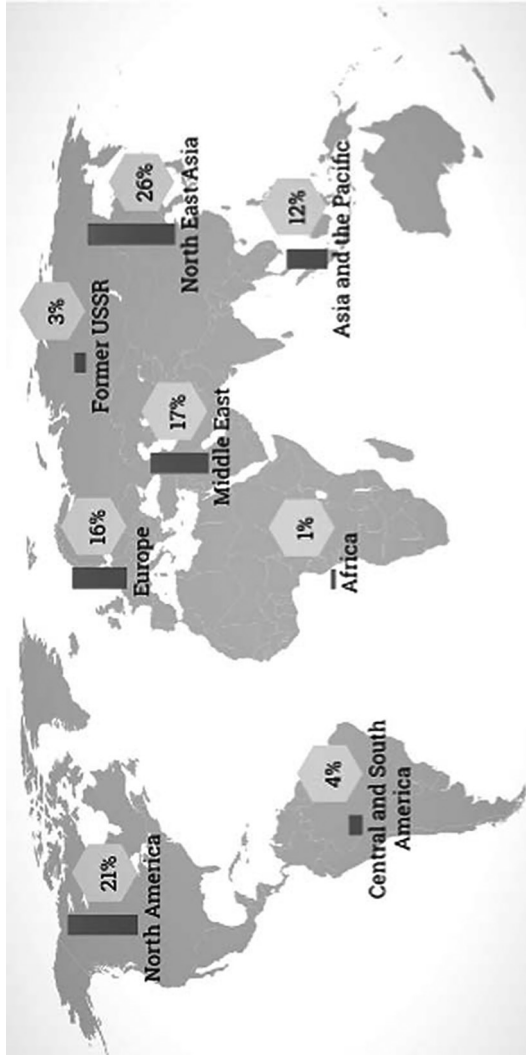 21%
North America
4%
Central and South
America
16%
Europe
1%
Africa
17%
Middle East
3%
Former USSR
26%
North East Asia
12%
Asia and the Pacific